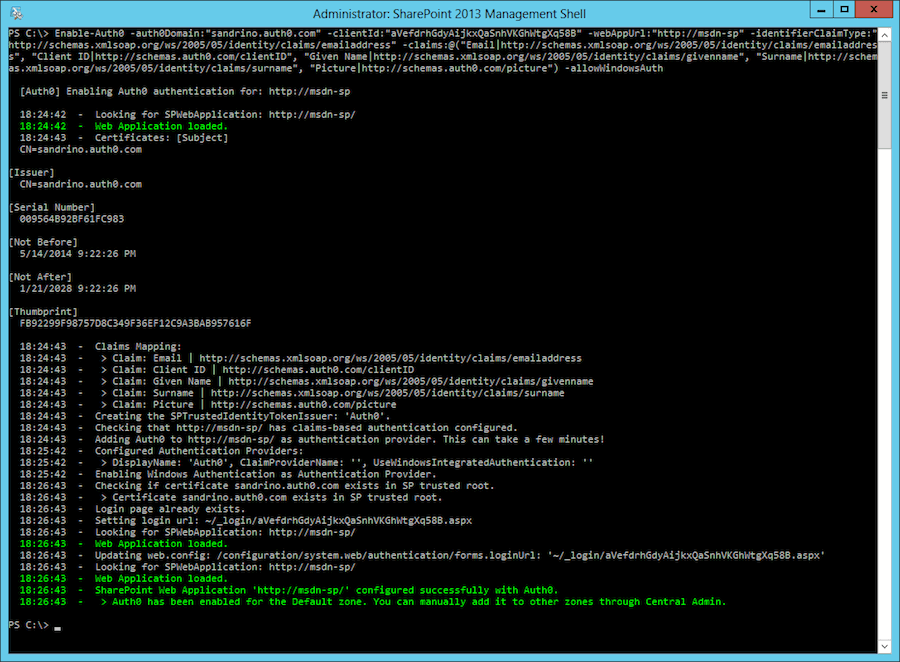 Administrator: SharePoint 2013 Management Shell
PS C:\> Enable-Auth0 -auth0Domain:"sandrino.auth0.com" -clientId:"aVefdrhGdyAijkxQaSnhVKGhWtgXq58B" -webAppUrl:"http://msdn-sp" -identifierClaimType:"
http://schemas.xmlsoap.org/ws/2005/05/identity/claims/emailaddress" -claims:@("Email|http://schemas.xmlsoap.org/ws/2005/05/identity/claims/emailaddres
s", "Client ID|http://schemas.auth0.com/clientID", "Given Name|http://schemas.xmlsoap.org/ws/2005/05/identity/claims/givenname", "Surname|http://schem
as.xmlsoap.org/ws/2005/05/identity/claims/surname", "Picture|http://schemas.auth0.com/picture") -allowWindowsAuth
[Auth0] Enabling Auth0 authentication for: http://msdn-sp
18:24:42 - Looking for SPWebApplication: http://msdn-sp/
18:24:42 - Web Application loaded.
18:24:43 - Certificates: [Subject]
CN=sandrino.auth0.com
[Issuer]
CN=sandrino.auth0.com
[Serial Number]
009564B92BF61FC983
[Not Before]
5/14/2014 9:22:26 PM
[Not After]
1/21/2028 9:22:26 PM
[Thumbprint]
FB92299F98757D8C349F36EF12C9A3BAB957616F
18:24:43 - Claims Mapping:
18:24:43 - > Claim: Email | http://schemas.xmlsoap.org/ws/2005/05/identity/claims/emailaddress
18:24:43 - > Claim: Client ID | http://schemas.auth0.com/clientID
18:24:43 - > Claim: Given Name | http://schemas.xmlsoap.org/ws/2005/05/identity/claims/givenname
18:24:43 - > Claim: Surname | http://schemas.xmlsoap.org/ws/2005/05/identity/claims/surname
18:24:43 - > Claim: Picture | http://schemas.auth0.com/picture
18:24:43 - Creating the SPTrustedIdentityTokenIssuer: 'Auth0'.
18:24:43 - Checking that http://msdn-sp/ has claims-based authentication configured.
18:24:43 - Adding Auth0 to http://msdn-sp/ as authentication provider. This can take a few minutes!
18:25:42 - Configured Authentication Providers:
18:25:42 - > DisplayName: 'Auth0', ClaimProviderName: '', UseWindowsIntegratedAuthentication: ''
18:25:42 - Enabling Windows Authentication as Authentication Provider.
18:26:43 - Checking if certificate sandrino.auth0.com exists in SP trusted root.
18:26:43 - > Certificate sandrino.auth0.com exists in SP trusted root.
18:26:43 - Login page already exists.
18:26:43 - Setting login url: ~/_login/aVefdrhGdyAijkxQaSnhVKGhWtgXq58B.aspx
18:26:43 - Looking for SPWebApplication: http://msdn-sp/
18:26:43 - Web Application loaded.
18:26:43 - Updating web.config: /configuration/system.web/authentication/forms.loginUrl: '~/_login/aVefdrhGdyAijkxQaSnhVKGhWtgXq58B.aspx'
18:26:43 - Looking for SPWebApplication: http://msdn-sp/
18:26:43 - Web Application loaded.
18:26:43 - SharePoint Web Application 'http://msdn-sp/' configured successfully with Auth0.
18:26:43 - > Auth0 has been enabled for the Default zone. You can manually add it to other zones through Central Admin.
PS C:\> _